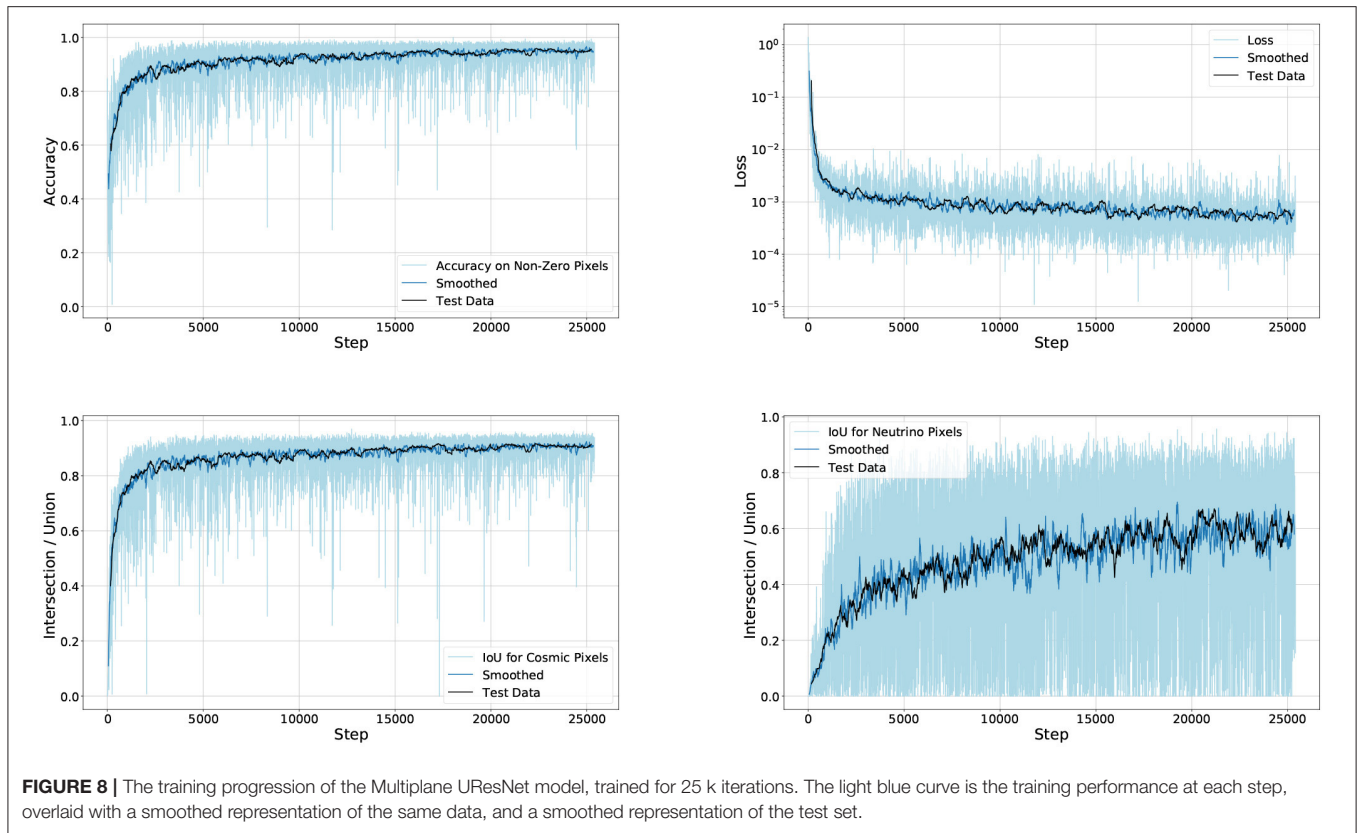 1.0
0.8
0.6
0.4
0.2
0.0
Accuracy
Accuracy on Non-Zero Pixels
Smoothed
Test Data
0 5000 10000 15000 20000 25000
Step
10⁰
10⁻¹
10⁻²
10⁻³
10⁻⁴
10⁻⁵
Loss
Loss
Smoothed
Test Data
0 5000 10000 15000 20000 25000
Step
1.0
0.8
0.6
0.4
0.2
0.0
Intersection / Union
IoU for Cosmic Pixels
Smoothed
Test Data
0 5000 10000 15000 20000 25000
Step
1.0
0.8
0.6
0.4
0.2
0.0
Intersection / Union
IoU for Neutrino Pixels
Smoothed
Test Data
0 5000 10000 15000 20000 25000
Step
FIGURE 8 | The training progression of the Multiplane UResNet model, trained for 25 k iterations. The light blue curve is the training performance at each step,
overlaid with a smoothed representation of the same data, and a smoothed representation of the test set.